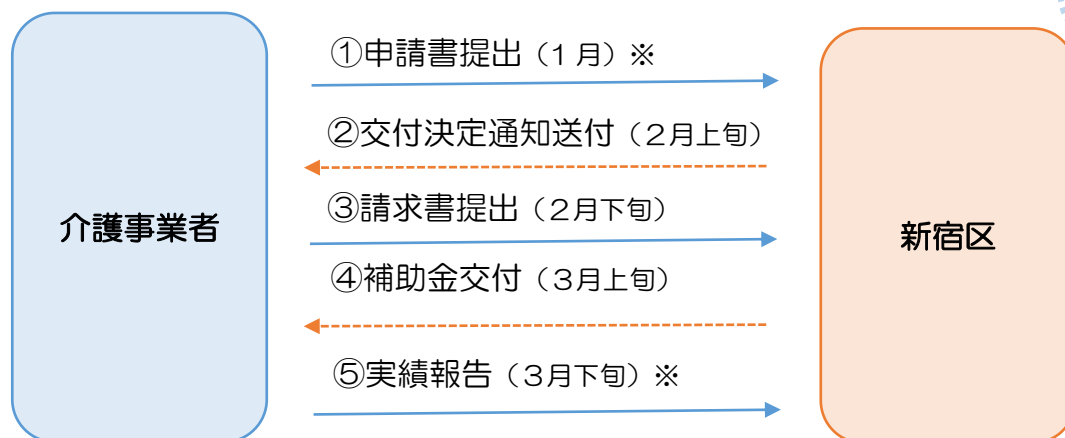 ①申請書提出（１月）※
②交付決定通知送付（２月上旬）
③請求書提出（２月下旬）
介護事業者
新宿区
④補助金交付（３月上旬）
⑤実績報告（３月下旬）※